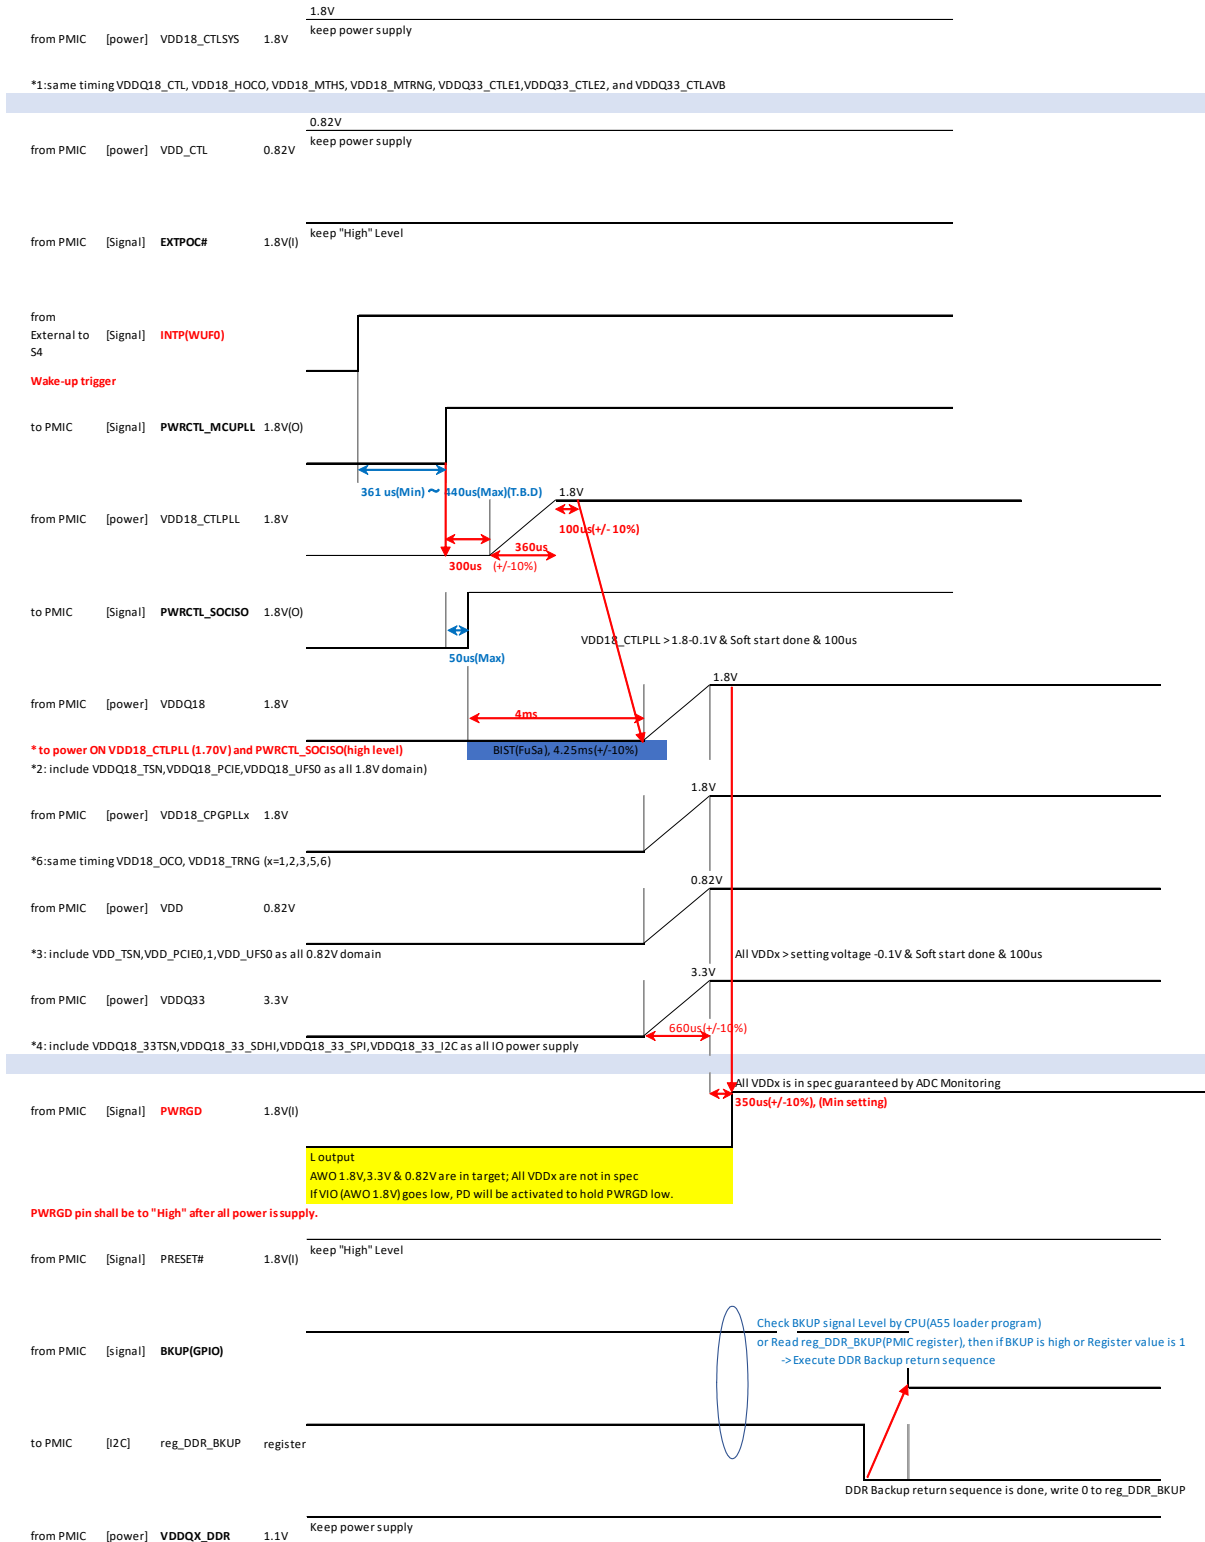 1.8V
keep power supply
from PMIC [power] VDD18_CTLSYS 1.8V
*1:same timing VDDQ18_CTL, VDD18_HOCO, VDD18_MTHS, VDD18_MTRNG, VDDQ33_CTLE1,VDDQ33_CTLE2, and VDDQ33_CTLAVB
0.82V
keep power supply
from PMIC [power] VDD_CTL 0.82V
keep "High" Level
from PMIC [Signal] EXTPOC# 1.8V(I)
from
External to [Signal] INTP(WUF0)
S4
Wake-up trigger
to PMIC [Signal] PWRCTL_MCUPLL 1.8V(O)
361 us(Min) ～ 440us(Max)(T.B.D)
1.8V
from PMIC [power] VDD18_CTLPLL 1.8V
100us(+/- 10%)
360us
300us (+/-10%)
to PMIC [Signal] PWRCTL_SOCISO 1.8V(O)
VDD18_CTLPLL >1.8-0.1V & Soft start done & 100us
50us(Max)
1.8V
from PMIC [power] VDDQ18 1.8V
4ms
* to power ON VDD18_CTLPLL (1.70V) and PWRCTL_SOCISO(high level)
BIST(FuSa), 4.25ms(+/-10%)
*2: include VDDQ18_TSN,VDDQ18_PCIE,VDDQ18_UFS0 as all 1.8V domain)
1.8V
from PMIC [power] VDD18_CPGPLLx 1.8V
*6:same timing VDD18_OCO, VDD18_TRNG (x=1,2,3,5,6)
0.82V
from PMIC [power] VDD 0.82V
*3: include VDD_TSN,VDD_PCIE0,1,VDD_UFS0 as all 0.82V domain
All VDDx > setting voltage -0.1V & Soft start done & 100us
3.3V
from PMIC [power] VDDQ33 3.3V
660us(+/-10%)
*4: include VDDQ18_33TSN,VDDQ18_33_SDHI,VDDQ18_33_SPI,VDDQ18_33_I2C as all IO power supply
All VDDx is in spec guaranteed by ADC Monitoring
350us(+/-10%), (Min setting)
from PMIC [Signal] PWRGD 1.8V(I)
L output
AWO 1.8V,3.3V & 0.82V are in target; All VDDx are not in spec
If VIO (AWO 1.8V) goes low, PD will be activated to hold PWRGD low.
PWRGD pin shall be to "High" after all power is supply.
keep "High" Level
from PMIC [Signal] PRESET# 1.8V(I)
Check BKUP signal Level by CPU(A55 loader program)
or Read reg_DDR_BKUP(PMIC register), then if BKUP is high or Register value is 1
->Execute DDR Backup return sequence
from PMIC [signal] BKUP(GPIO)
to PMIC [I2C] reg_DDR_BKUP register
DDR Backup return sequence is done, write 0 to reg_DDR_BKUP
Keep power supply
from PMIC [power] VDDQX_DDR 1.1V